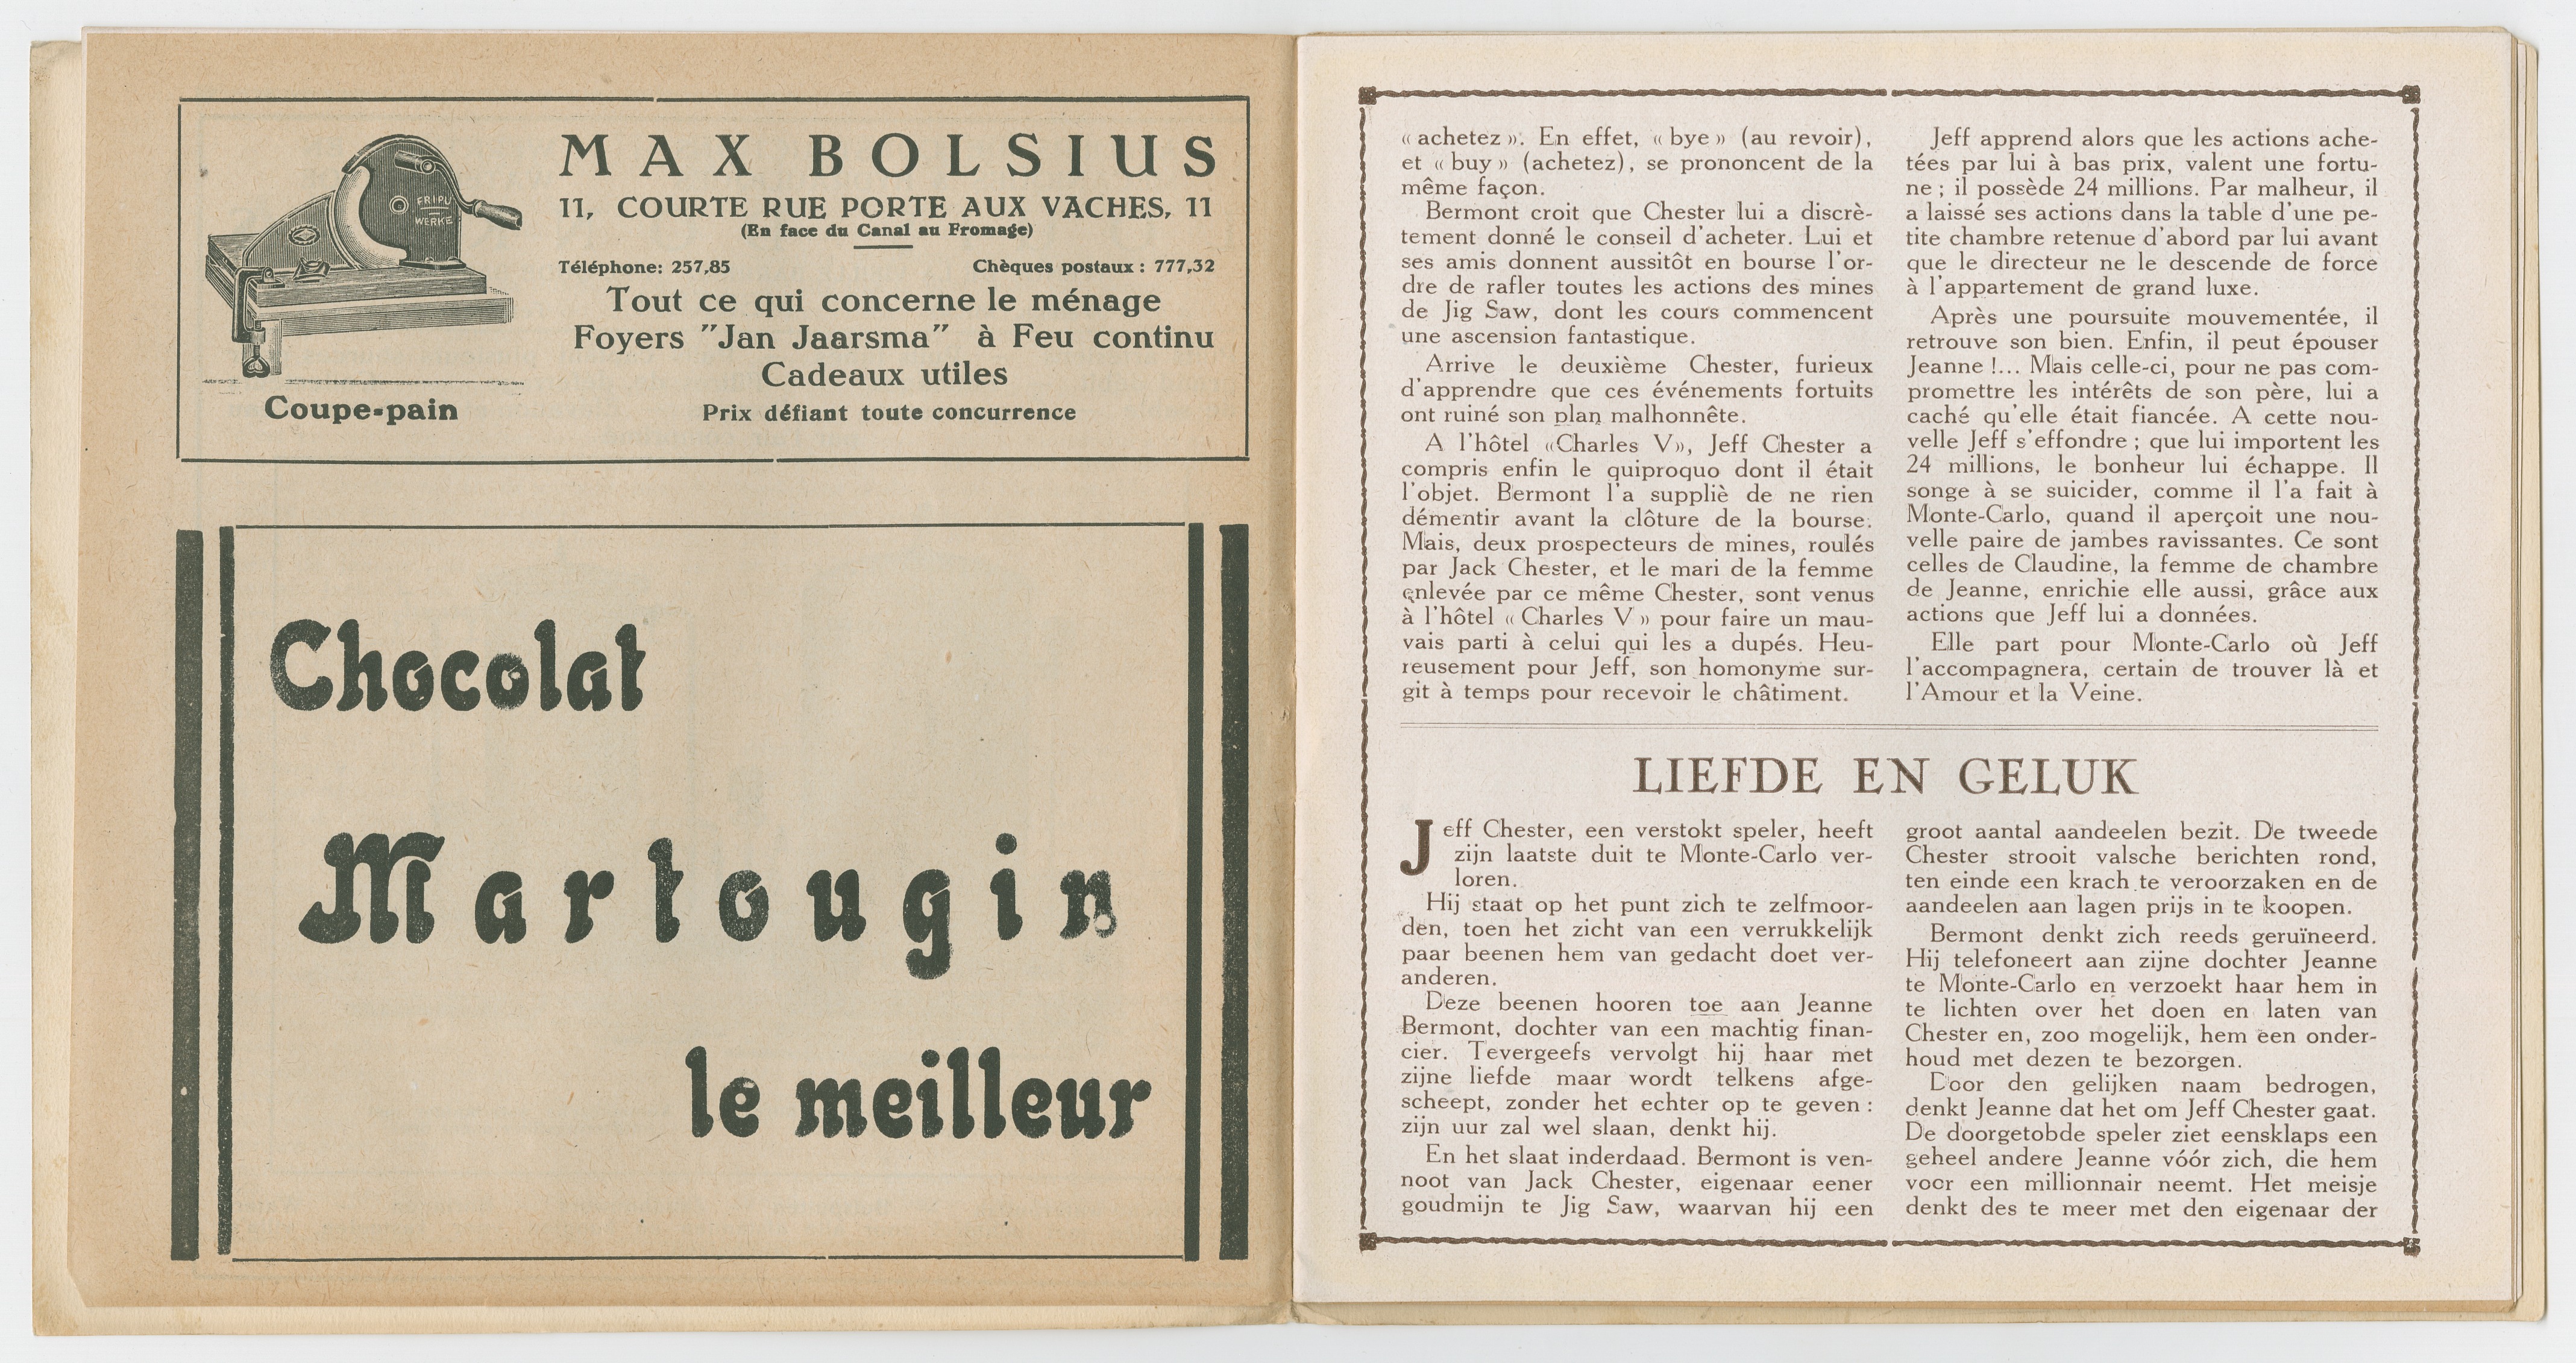 FRIPU
WERKE
Coupe-pain
MAX BOLSIUS
11, COURTE RUE PORTE AUX VACHES, 11
(En face du Canal au Fromage)
Téléphone: 257,85 Chèques postaux : 777,32
Tout ce qui concerne le ménage
Foyers "Jan Jaarsma" à Feu continu
Cadeaux utiles
Prix défiant toute concurrence
Chocolat
Martougin
le meilleur
« achetez ». En effet, « bye » (au revoir),
et « buy » (achetez), se prononcent de la
même façon.
Bermont croit que Chester lui a discrè-
tement donné le conseil d'acheter. Lui et
ses amis donnent aussitôt en bourse l'or-
dre de rafler toutes les actions des mines
de Jig Saw, dont les cours commencent
une ascension fantastique.
Arrive le deuxième Chester, furieux
d'apprendre que ces événements fortuits
ont ruiné son plan malhonnête.
A l'hôtel «Charles V», Jeff Chester a
compris enfin le quiproquo dont il était
l'objet. Bermont l'a suppliè de ne rien
démentir avant la clôture de la bourse.
Mais, deux prospecteurs de mines, roulés
par Jack Chester, et le mari de la femme
enlevée par ce même Chester, sont venus
à l'hôtel « Charles V » pour faire un mau-
vais parti à celui qui les a dupés. Heu-
reusement pour Jeff, son homonyme sur-
git à temps pour recevoir le châtiment.
Jeff apprend alors que les actions ache-
tées par lui à bas prix, valent une fortu-
ne ; il possède 24 millions. Par malheur, il
a laissé ses actions dans la table d'une pe-
tite chambre retenue d'abord par lui avant
que le directeur ne le descende de force
à l'appartement de grand luxe.
Après une poursuite mouvementée, il
retrouve son bien. Enfin, il peut épouser
Jeanne !... Mais celle-ci, pour ne pas com-
promettre les intérêts de son père, lui a
caché qu'elle était fiancée. A cette nou-
velle Jeff s'effondre ; que lui importent les
24 millions, le bonheur lui échappe. Il
songe à se suicider, comme il l'a fait à
Monte-Carlo, quand il aperçoit une nou-
velle paire de jambes ravissantes. Ce sont
celles de Claudine, la femme de chambre
de Jeanne, enrichie elle aussi, grâce aux
actions que Jeff lui a données.
Elle part pour Monte-Carlo où Jeff
l'accompagnera, certain de trouver là et
l'Amour et la Veine.
LIEFDE EN GELUK
Jeff Chester, een verstokt speler, heeft
zijn laatste duit te Monte-Carlo ver-
loren.
Hij staat op het punt zich te zelfmoor-
den, toen het zicht van een verrukkelijk
paar beenen hem van gedacht doet ver-
anderen.
Deze beenen hooren toe aan Jeanne
Bermont, dochter van een machtig finan-
cier. Tevergeefs vervolgt hij haar met
zijne liefde maar wordt telkens afge-
scheept, zonder het echter op te geven :
zijn uur zal wel slaan, denkt hij.
En het slaat inderdaad. Bermont is ven-
noot van Jack Chester, eigenaar eener
goudmijn te Jig Saw, waarvan hij een
groot aantal aandeelen bezit. De tweede
Chester strooit valsche berichten rond,
ten einde een krach te veroorzaken en de
aandeelen aan lagen prijs in te koopen.
Bermont denkt zich reeds geruïneerd.
Hij telefoneert aan zijne dochter Jeanne
te Monte-Carlo en verzoekt haar hem in
te lichten over het doen en laten van
Chester en, zoo mogelijk, hem een onder-
houd met dezen te bezorgen.
Door den gelijken naam bedrogen,
denkt Jeanne dat het om Jeff Chester gaat.
De doorgetobde speler ziet eensklaps een
geheel andere Jeanne vóór zich, die hem
voor een millionnair neemt. Het meisje
denkt des te meer met den eigenaar der